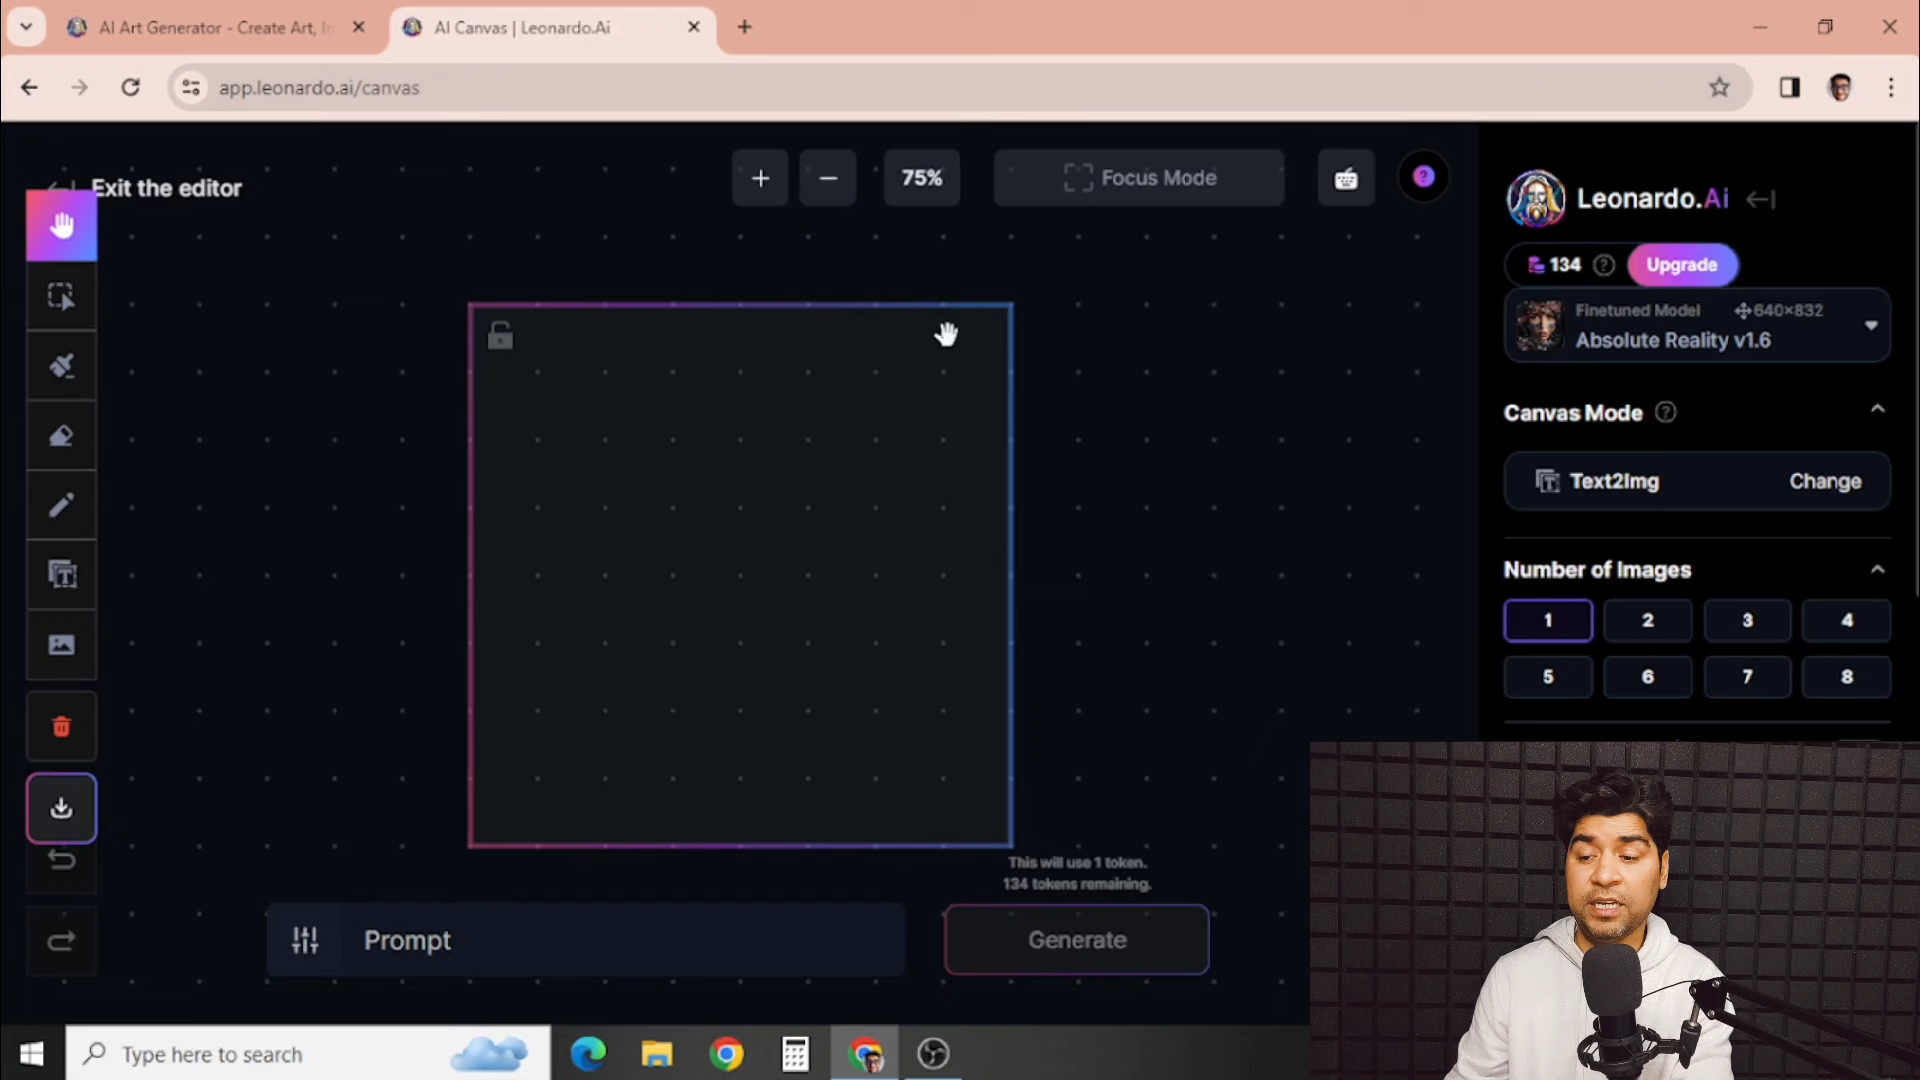 AI Art Generator - Create Art, In
AI Canvas | Leonardo.Ai
app.leonardo.ai/canvas
Exit the editor
75%
Focus Mode
Leonardo.Ai
134
Upgrade
Finetuned Model
640×832
Absolute Reality v1.6
Canvas Mode
Text2Img
Change
Number of Images
1
2
3
4
5
6
7
8
This will use 1 token.
134 tokens remaining.
Prompt
Generate
Type here to search